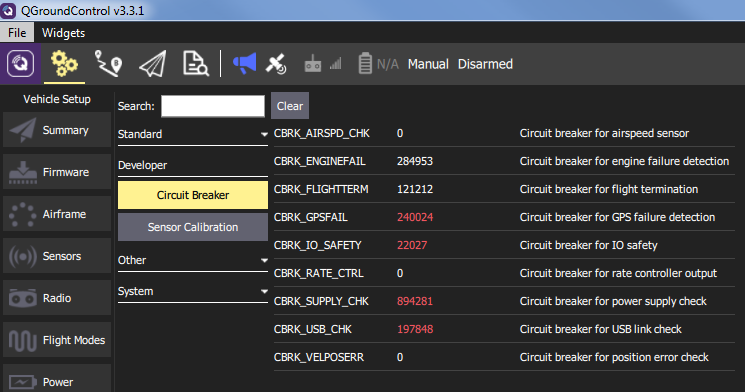 QGroundControl v3.3.1
File Widgets
N/A Manual Disarmed
Vehicle Setup
Summary
Firmware
Airframe
Sensors
Radio
Flight Modes
Power
Search: Clear
Standard
Developer
Circuit Breaker
Sensor Calibration
Other
System
CBRK_AIRSPD_CHK 0 Circuit breaker for airspeed sensor
CBRK_ENGINEFAIL 284953 Circuit breaker for engine failure detection
CBRK_FLIGHTTERM 121212 Circuit breaker for flight termination
CBRK_GPSFAIL 240024 Circuit breaker for GPS failure detection
CBRK_IO_SAFETY 22027 Circuit breaker for IO safety
CBRK_RATE_CTRL 0 Circuit breaker for rate controller output
CBRK_SUPPLY_CHK 894281 Circuit breaker for power supply check
CBRK_USB_CHK 197848 Circuit breaker for USB link check
CBRK_VELPOSERR 0 Circuit breaker for position error check